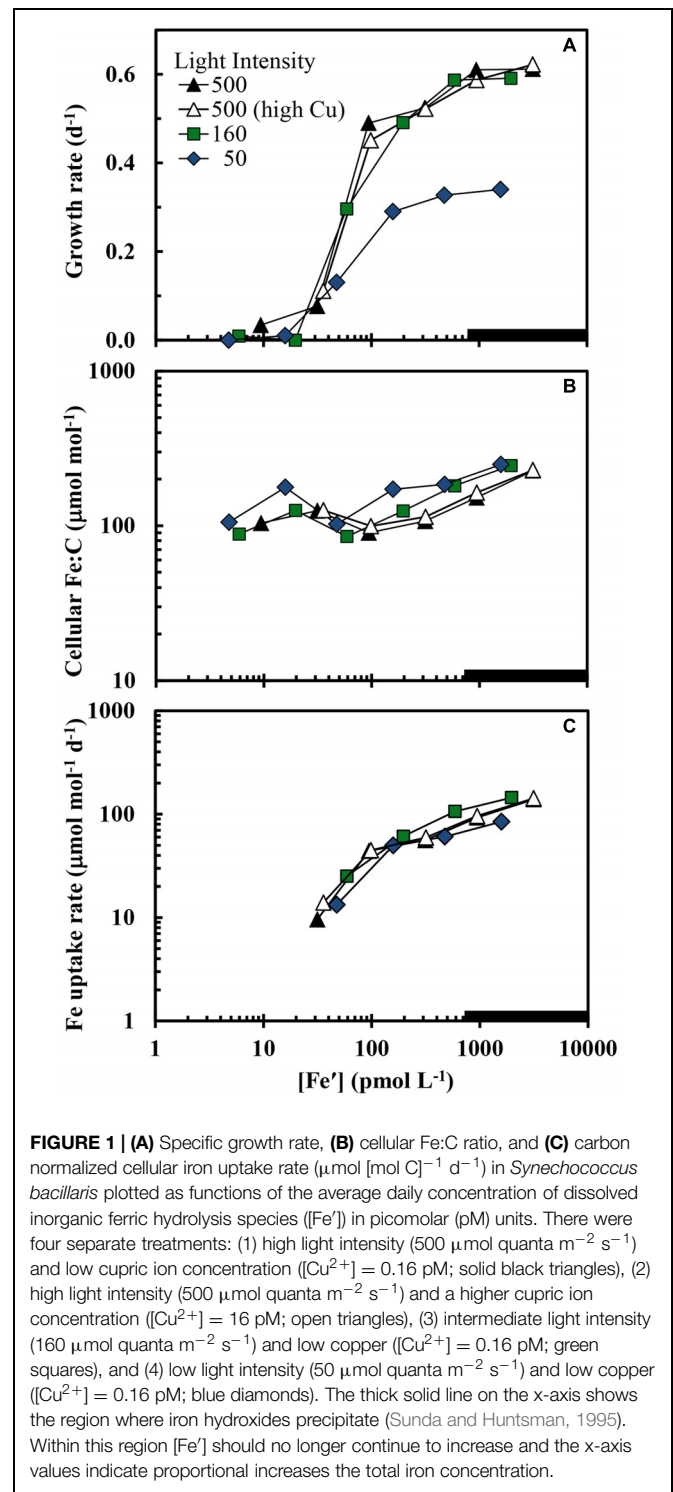 A
Light Intensity
500
500 (high Cu)
160
50
Growth rate (d-1)
0.6
0.4
0.2
0.0
B
Cellular Fe:C (μmol mol-1)
1000
100
10
C
Fe uptake rate (μmol mol-1 d-1)
1000
100
10
1
1 10 100 1000 10000
[Fe′] (pmol L-1)
FIGURE 1 | (A) Specific growth rate, (B) cellular Fe:C ratio, and (C) carbon
normalized cellular iron uptake rate (μmol [mol C]−1 d−1) in Synechococcus
bacillaris plotted as functions of the average daily concentration of dissolved
inorganic ferric hydrolysis species ([Fe′]) in picomolar (pM) units. There were
four separate treatments: (1) high light intensity (500 μmol quanta m−2 s−1)
and low cupric ion concentration ([Cu2+] = 0.16 pM; solid black triangles), (2)
high light intensity (500 μmol quanta m−2 s−1) and a higher cupric ion
concentration ([Cu2+] = 16 pM; open triangles), (3) intermediate light intensity
(160 μmol quanta m−2 s−1) and low copper ([Cu2+] = 0.16 pM; green
squares), and (4) low light intensity (50 μmol quanta m−2 s−1) and low copper
([Cu2+] = 0.16 pM; blue diamonds). The thick solid line on the x-axis shows
the region where iron hydroxides precipitate (Sunda and Huntsman, 1995).
Within this region [Fe′] should no longer continue to increase and the x-axis
values indicate proportional increases the total iron concentration.